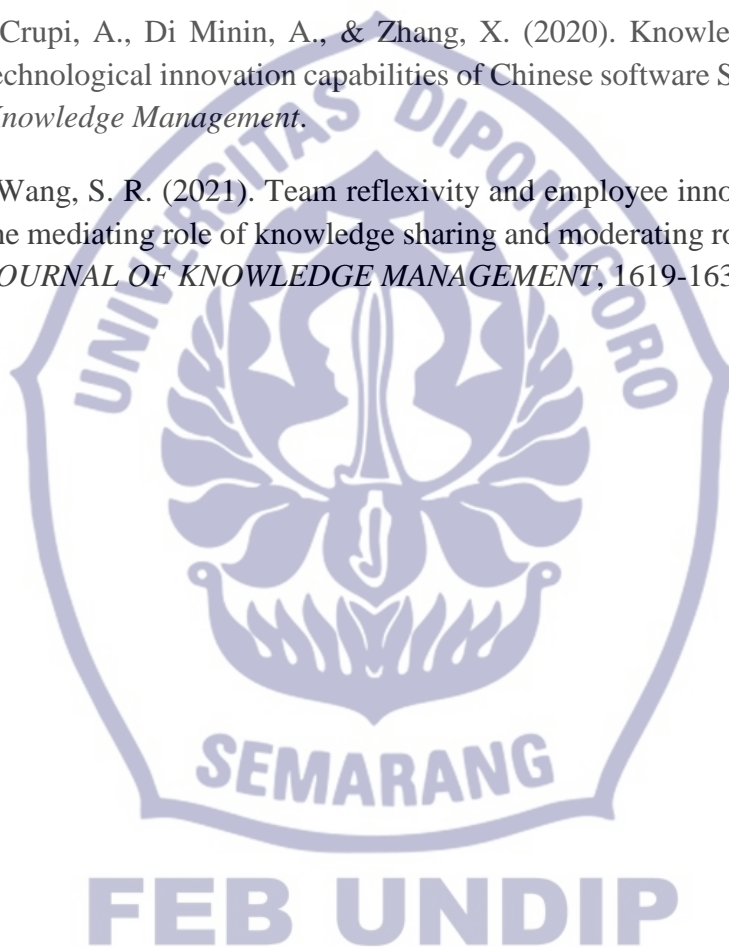 Crupi, A., Di Minin, A., & Zhang, X. (2020). Knowle
echnological innovation capabilities of Chinese software S
nowledge Management.
Wang, S. R. (2021). Team reflexivity and employee inno
he mediating role of knowledge sharing and moderating ro
OURNAL OF KNOWLEDGE MANAGEMENT, 1619-163
UNIVERSITAS DIPONEGORO
SEMARANG
FEB UNDIP